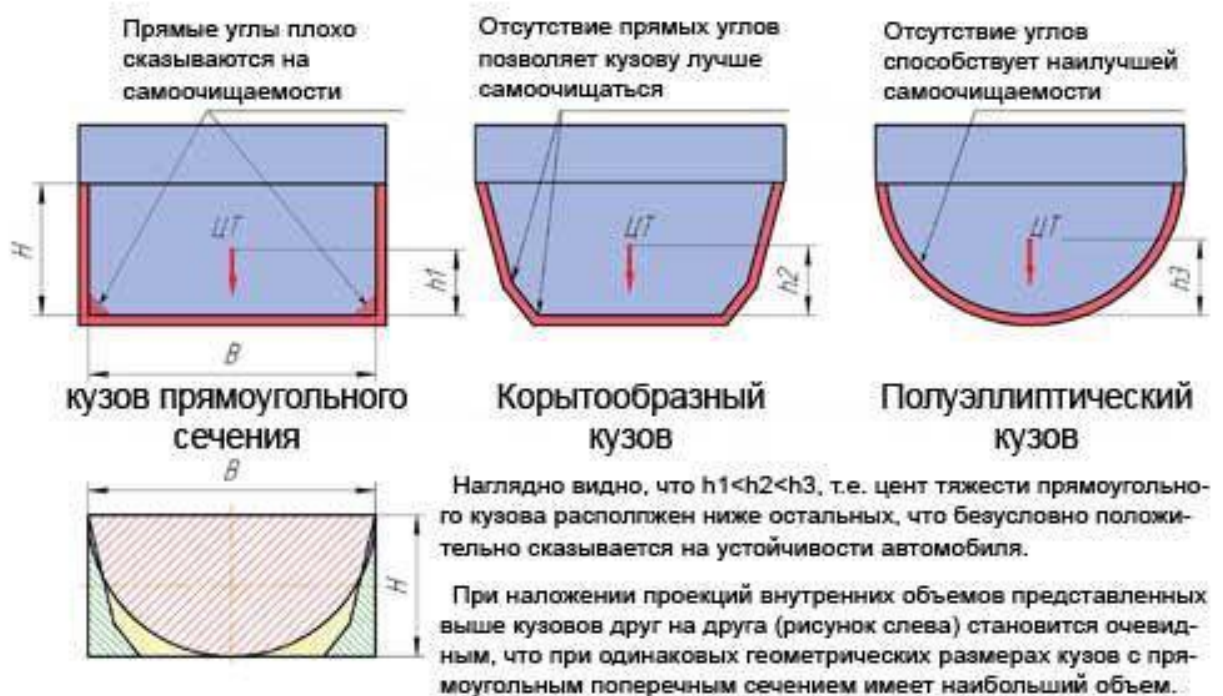 Прямые углы плохо
сказываются на
самоочищаемости
Отсутствие прямых углов
позволяет кузову лучше
самоочищаться
Отсутствие углов
способствует наилучшей
самоочищаемости
H
ЦТ
h1
B
ЦТ
h2
ЦТ
h3
кузов прямоугольного
сечения
Корытообразный
кузов
Полуэллиптический
кузов
B
H
Наглядно видно, что h1<h2<h3, т.е. цент тяжести прямоугольно-
го кузова располпжен ниже остальных, что безусловно положи-
тельно сказывается на устойчивости автомобиля.
При наложении проекций внутренних объемов представленных
выше кузовов друг на друга (рисунок слева) становится очевид-
ным, что при одинаковых геометрических размерах кузов с пря-
моугольным поперечным сечением имеет наибольший объем.